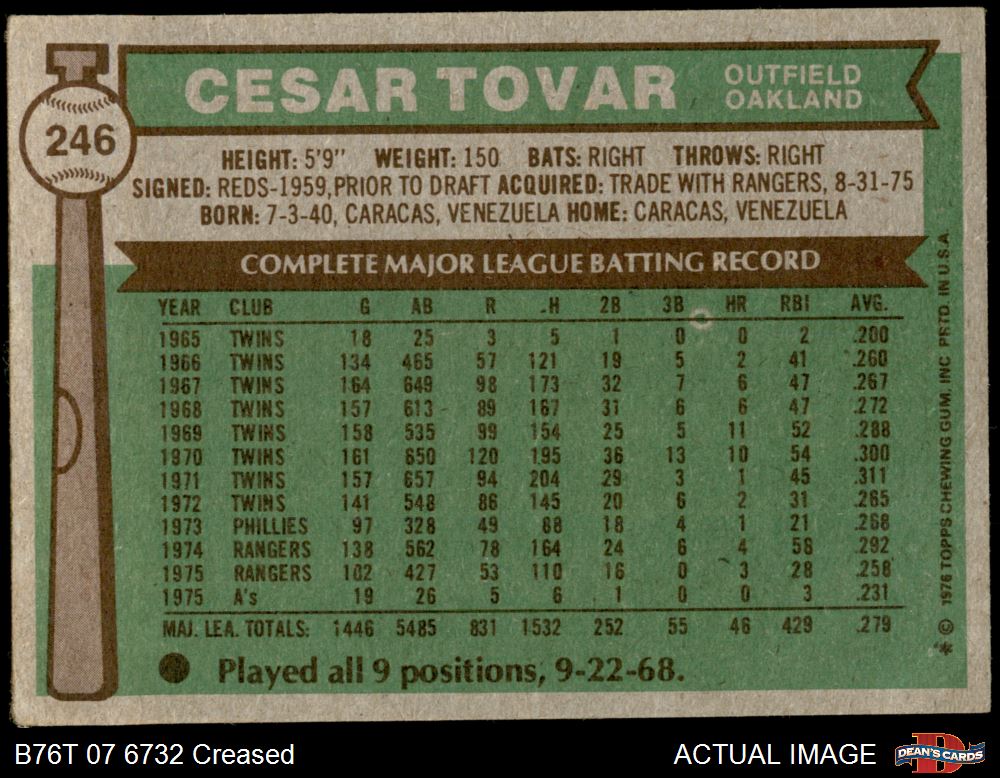 CESAR TOVAR
OUTFIELD
OAKLAND
246
HEIGHT: 5'9" WEIGHT: 150 BATS: RIGHT THROWS: RIGHT
SIGNED: REDS-1959, PRIOR TO DRAFT ACQUIRED: TRADE WITH RANGERS, 8-31-75
BORN: 7-3-40, CARACAS, VENEZUELA HOME: CARACAS, VENEZUELA
COMPLETE MAJOR LEAGUE BATTING RECORD
YEAR CLUB G AB R H 2B 3B HR RBI AVG.
1965 TWINS 18 25 3 5 1 0 0 2 .200
1966 TWINS 134 465 57 121 19 5 2 41 .260
1967 TWINS 164 649 98 173 32 7 6 47 .267
1968 TWINS 157 613 89 167 31 6 6 47 .272
1969 TWINS 158 535 99 154 25 5 11 52 .288
1970 TWINS 161 650 120 195 36 13 10 54 .300
1971 TWINS 157 657 94 204 29 3 1 45 .311
1972 TWINS 141 548 86 145 20 6 2 31 .265
1973 PHILLIES 97 328 49 88 18 4 1 21 .268
1974 RANGERS 138 562 78 164 24 6 4 58 .292
1975 RANGERS 102 427 53 110 16 0 3 28 .258
1975 A's 19 26 5 6 1 0 0 3 .231
MAJ. LEA. TOTALS: 1446 5485 831 1532 252 55 46 429 .279
Played all 9 positions, 9-22-68.
* © 1976 TOPPS CHEWING GUM, INC PRTD. IN U.S.A.
B76T 07 6732 Creased
ACTUAL IMAGE
DEAN'S CARDS